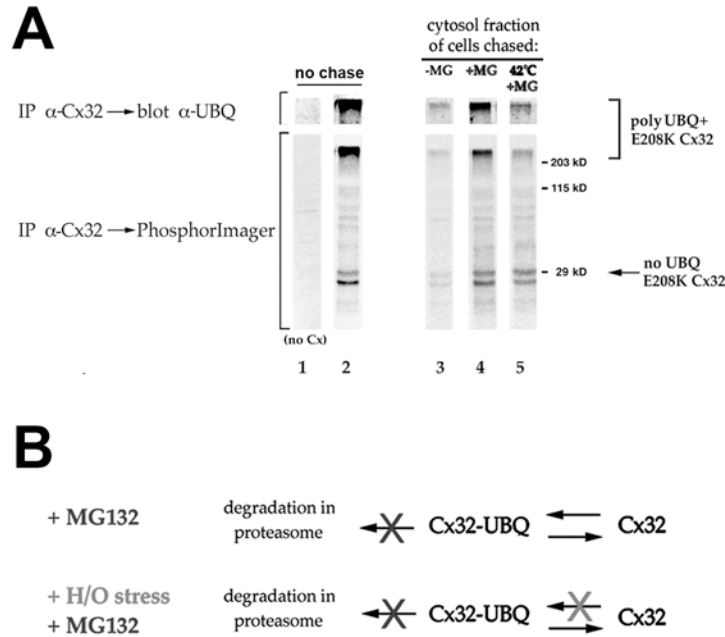 A
cytosol fraction
of cells chased:
no chase
-MG +MG 42°C
+MG
IP α-Cx32 → blot α-UBQ
poly UBQ+
E208K Cx32
- 203 kD
- 115 kD
IP α-Cx32 → PhosphorImager
- 29 kD
← no UBQ
E208K Cx32
(no Cx)
1 2 3 4 5
B
+ MG132
degradation in
proteasome
Cx32-UBQ
Cx32
+ H/O stress
+ MG132
degradation in
proteasome
Cx32-UBQ
Cx32